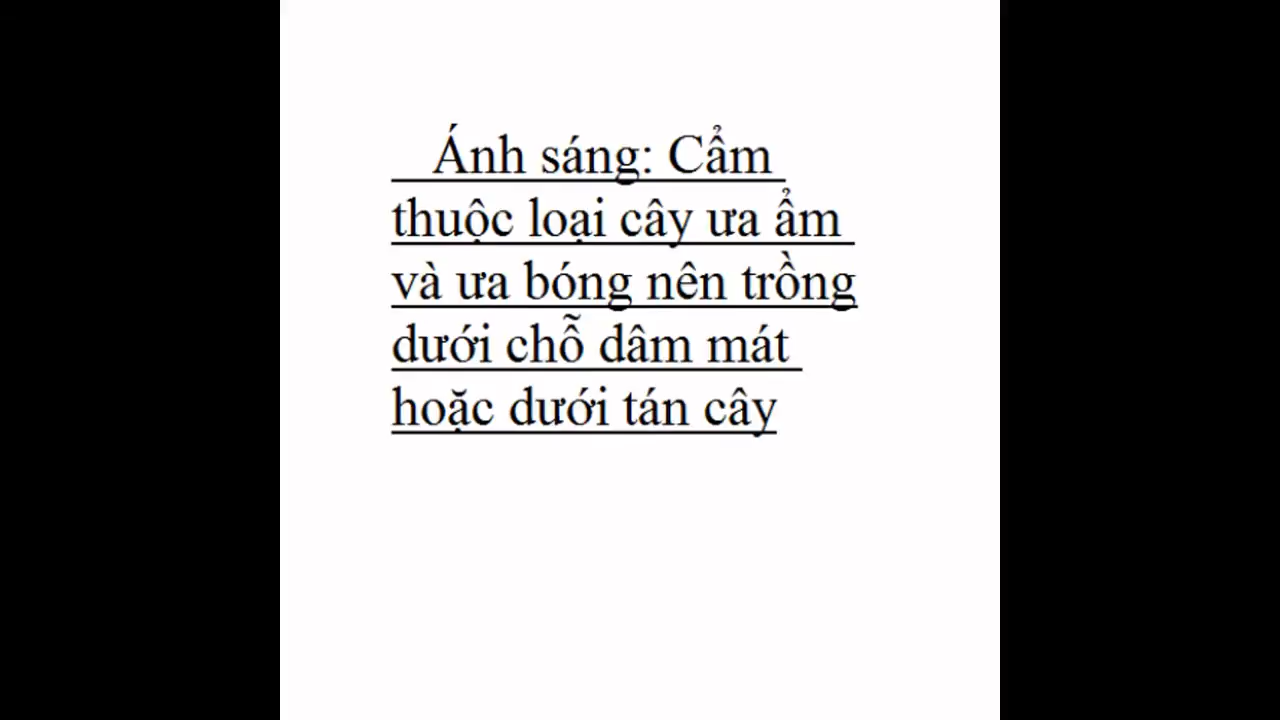 Ánh sáng: Cẩm
thuộc loại cây ưa ẩm
và ưa bóng nên trồng
dưới chỗ dâm mát
hoặc dưới tán cây